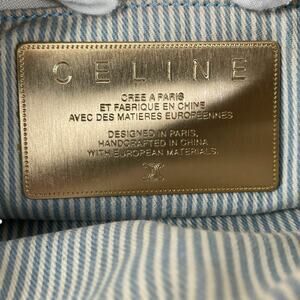 CELINE
CREE A PARIS
ET FABRIQUE EN CHINE
AVEC DES MATIERES EUROPEENNES
DESIGNED IN PARIS,
HANDCRAFTED IN CHINA
WITH EUROPEAN MATERIALS.